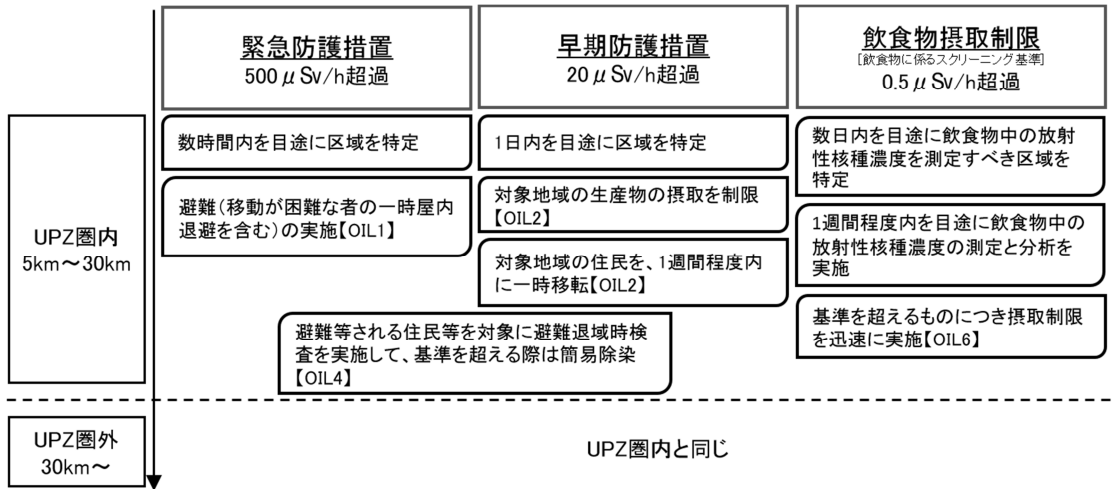 緊急防護措置
500μSv/h超過
早期防護措置
20μSv/h超過
飲食物摂取制限
[飲食物に係るスクリーニング基準]
0.5μSv/h超過
UPZ圏内
5km～30km
数時間内を目途に区域を特定
避難(移動が困難な者の一時屋内
退避を含む)の実施【OIL1】
1日内を目途に区域を特定
対象地域の生産物の摂取を制限
【OIL2】
対象地域の住民を、1週間程度内
に一時移転【OIL2】
数日内を目途に飲食物中の放射
性核種濃度を測定すべき区域を
特定
1週間程度内を目途に飲食物中の
放射性核種濃度の測定と分析を
実施
基準を超えるものにつき摂取制限
を迅速に実施【OIL6】
避難等される住民等を対象に避難退域時検
査を実施して、基準を超える際は簡易除染
【OIL4】
UPZ圏外
30km～
UPZ圏内と同じ